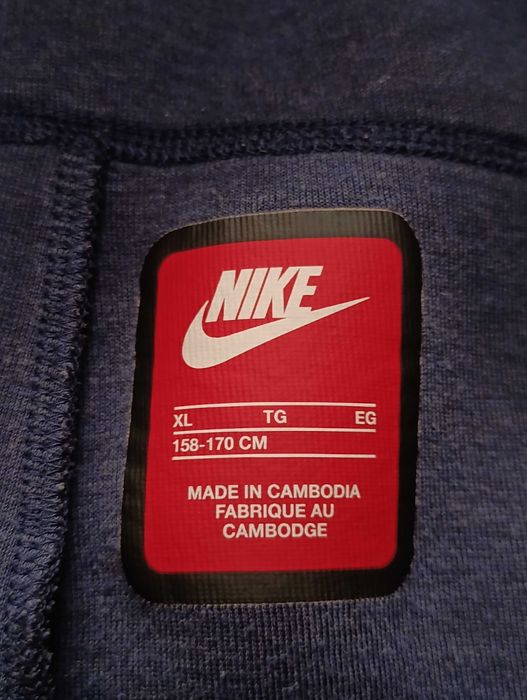 NIKE
XL TG EG
158-170 CM
MADE IN CAMBODIA
FABRIQUE AU
CAMBODGE